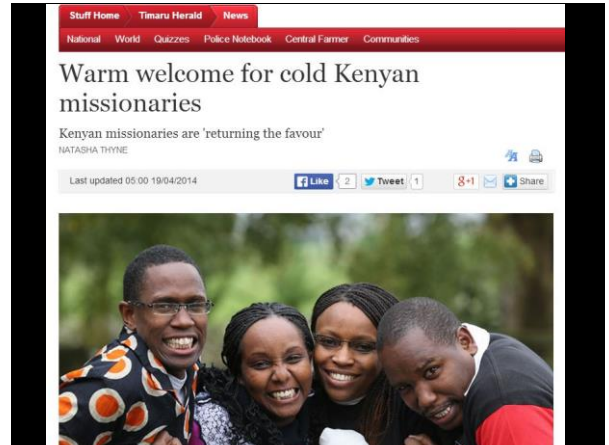 Stuff Home Timaru Herald News
National World Quizzes Police Notebook Central Farmer Communities
Warm welcome for cold Kenyan
missionaries
Kenyan missionaries are 'returning the favour'
NATASHA THYNE
Last updated 05:00 19/04/2014 Like 2 Tweet 1 g+1 Share